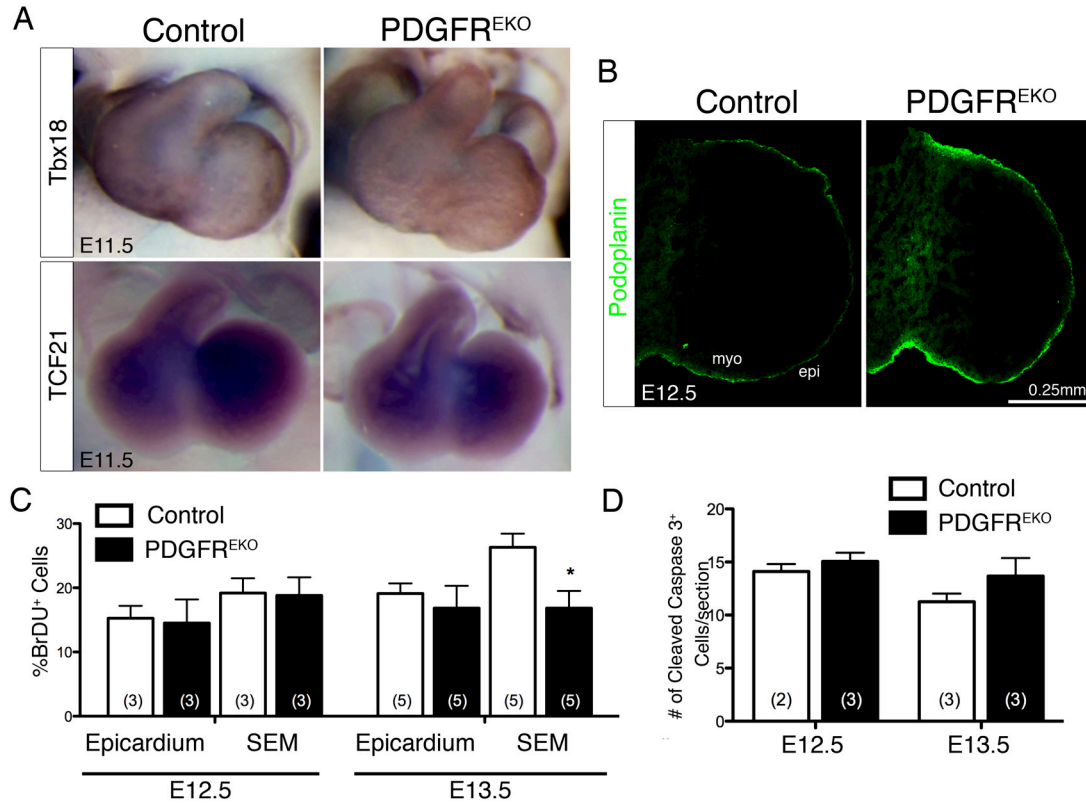 A
Control
PDGFR^EKO
Tbx18
E11.5
TCF21
E11.5
B
Control
PDGFR^EKO
Podoplanin
myo
epi
E12.5
0.25mm
C
Control
PDGFR^EKO
%BrDU⁺ Cells
30
20
10
0
(3) (3) (3) (3) (5) (5) (5) (5)
*
Epicardium SEM Epicardium SEM
E12.5 E13.5
D
Control
PDGFR^EKO
# of Cleaved Caspase 3⁺
Cells/section
20
15
10
5
0
(2) (3) (3) (3)
E12.5 E13.5